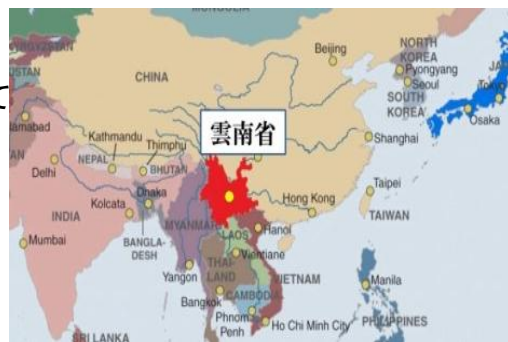 MONGOLIA
KYRGYZSTAN
NORTH
KOREA
Beijing
Pyongyang
Seoul
SOUTH
KOREA
Osaka
CHINA
て
雲南省
Shanghai
Kathmandu
Thimphu
NEPAL
BHUTAN
Delhi
Dhaka
Taipei
Hong Kong
TAIWAN
Kolcata
INDIA
BANGLA-
DESH
MYANMAR
LAOS
Hanoi
Mumbai
Vientiane
THAI-
LAND
Yangon
VIETNAM
Manila
Bangkok
CAMBODIA
Phnom
Penh
Ho Chi Minh City
PHILIPPINES
SRI LANKA